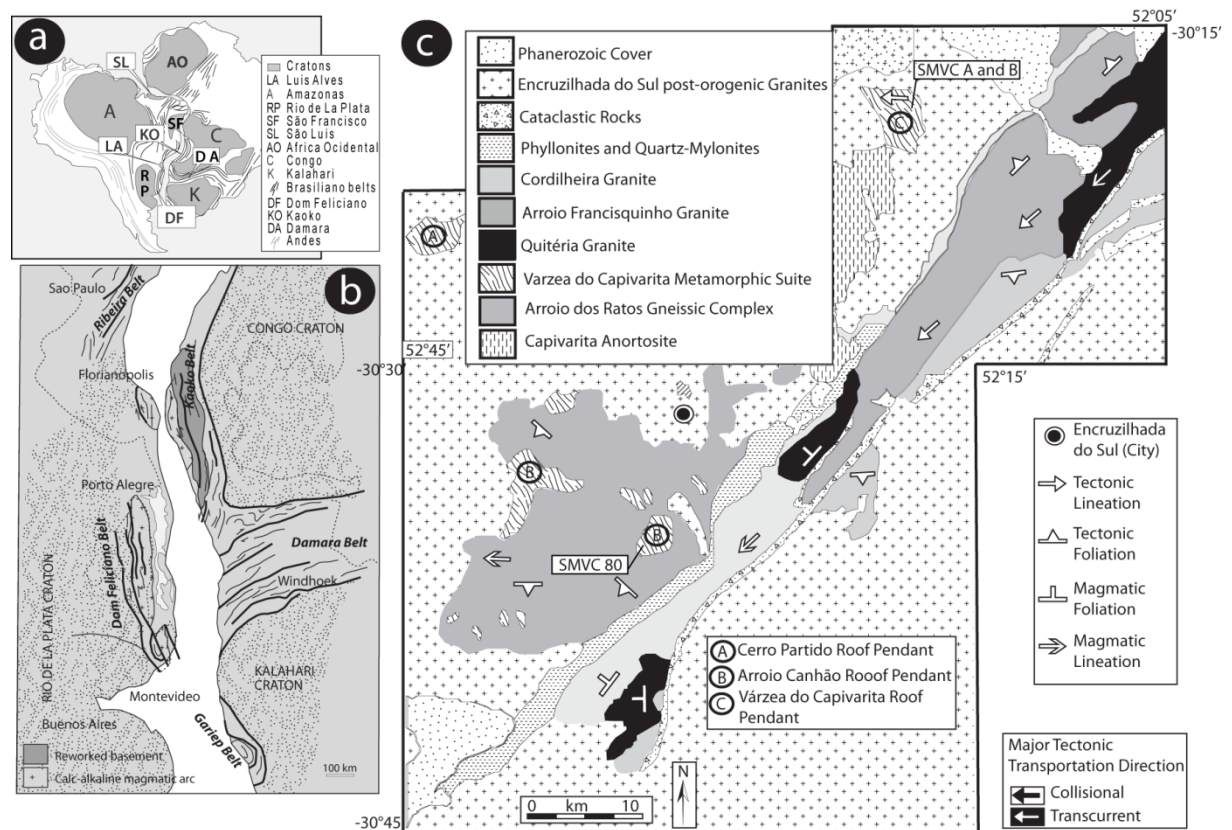 a
AO
SL
A
SF
KO
C
LA
D A
R
P
K
DF
Cratons
LA Luis Alves
A Amazonas
RP Rio de La Plata
SF São Francisco
SL São Luis
AO Africa Ocidental
C Congo
K Kalahari
Brasiliano belts
DF Dom Feliciano
KO Kaoko
DA Damara
Andes
b
Sao Paulo
Ribeira Belt
CONGO CRATON
Florianópolis
Kaoko Belt
Porto Alegre
Dam Feliciano Belt
Damara Belt
Windhoek
RIO DE LA PLATA CRATON
KALAHARI
CRATON
Montevideo
Buenos Aires
Gariep Belt
Reworked basement
Calc-alkaline magmatic arc
100 km
c
52°05'
-30°15'
Phanerozoic Cover
Encruzilhada do Sul post-orogenic Granites
Cataclastic Rocks
Phyllonites and Quartz-Mylonites
Cordilheira Granite
Arroio Francisquinho Granite
Quitéria Granite
Varzea do Capivarita Metamorphic Suite
Arroio dos Ratos Gneissic Complex
Capivarita Anortosite
SMVC A and B
C
A
52°45'
-30°30'
52°15'
B
B
SMVC 80
A Cerro Partido Roof Pendant
B Arroio Canhão Rooof Pendant
C Várzea do Capivarita Roof
Pendant
N
0 km 10
-30°45'
Encruzilhada
do Sul (City)
Tectonic
Lineation
Tectonic
Foliation
Magmatic
Foliation
Magmatic
Lineation
Major Tectonic
Transportation Direction
Collisional
Transcurrent